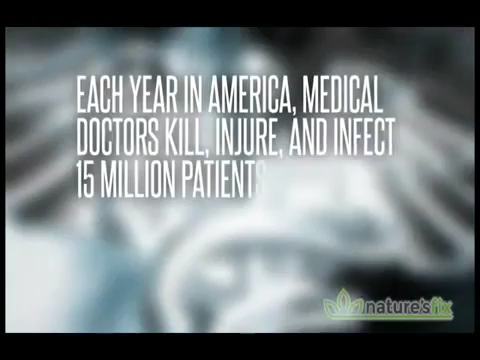 EACH YEAR IN AMERICA, MEDICAL
DOCTORS KILL, INJURE, AND INFECT
15 MILLION PATIENTS
nature's fix